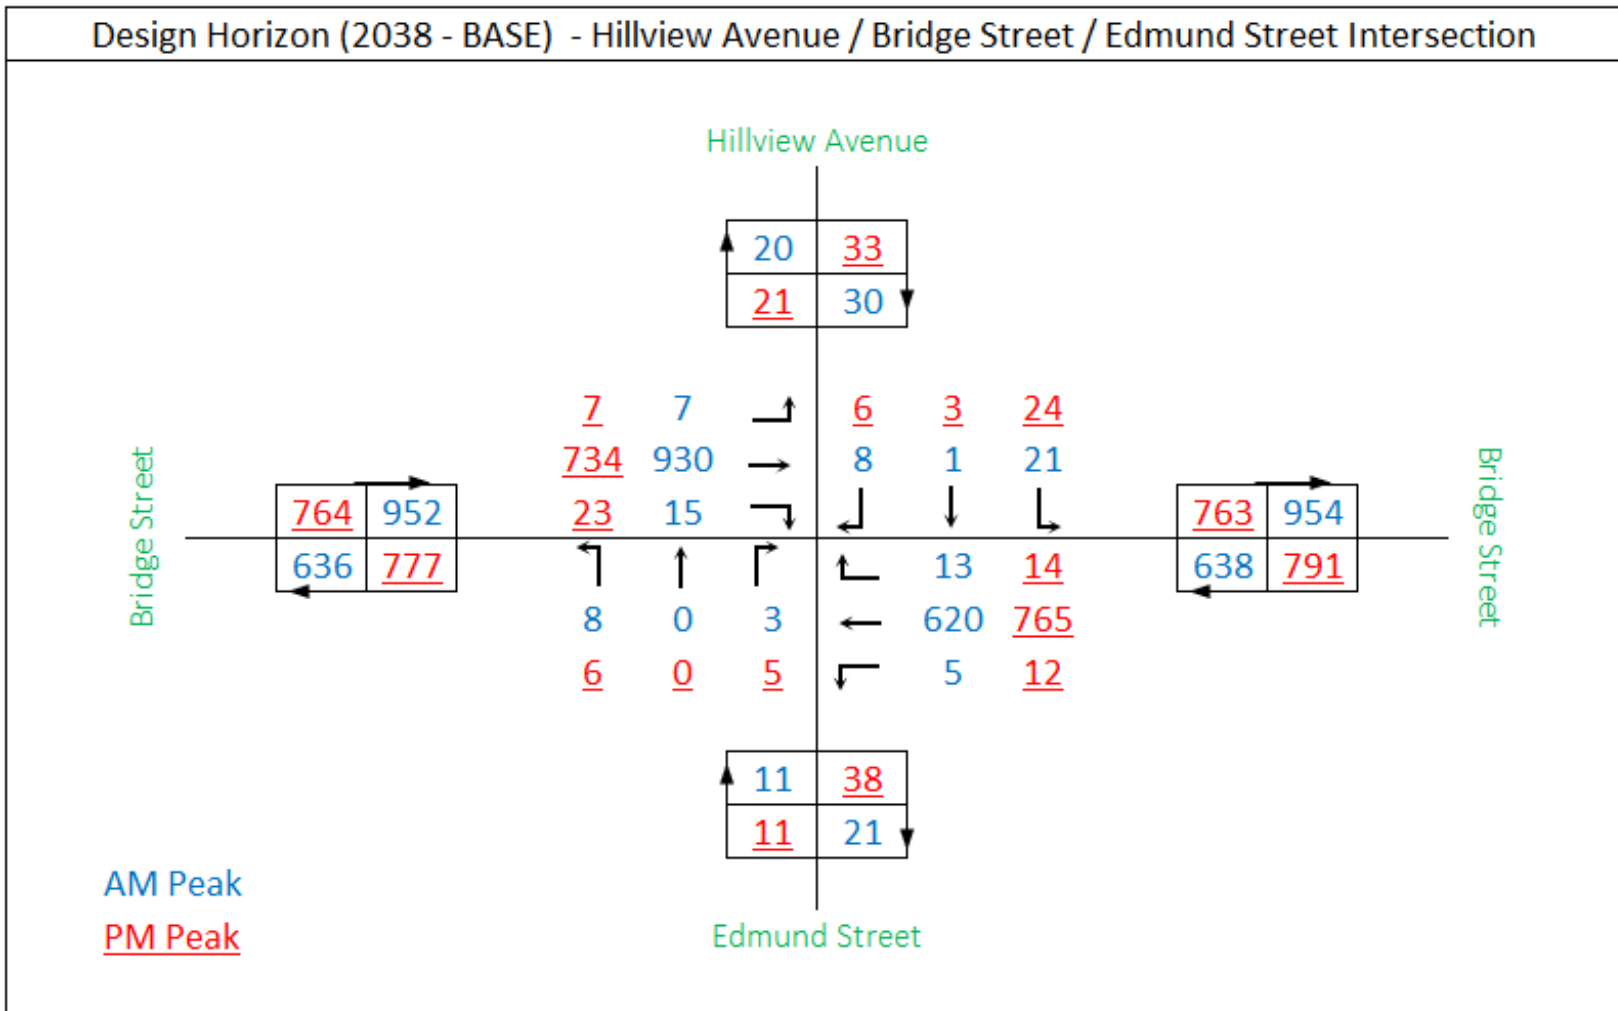 Design Horizon (2038 - BASE)  - Hillview Avenue / Bridge Street / Edmund Street Intersection
Hillview Avenue
20 33
21 30
7 7 6 3 24
734 930 8 1 21
23 15
Bridge Street
764 952
636 777
763 954
638 791
Bridge Street
13 14
8 0 3 620 765
6 0 5 5 12
11 38
11 21
AM Peak
PM Peak
Edmund Street